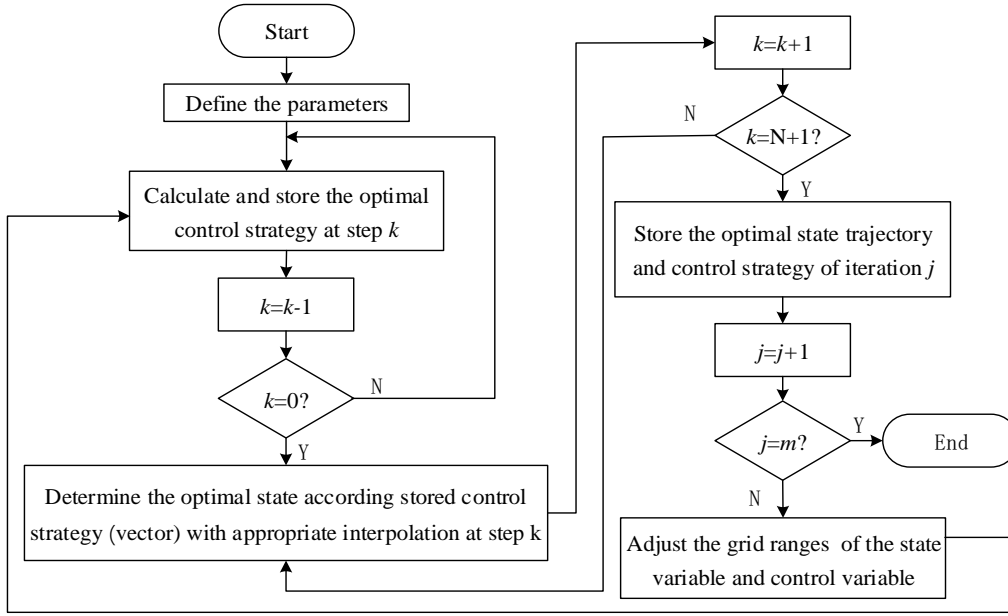 Start
Define the parameters
Calculate and store the optimal
control strategy at step k
k=k-1
k=0?
N
Y
Determine the optimal state according stored control
strategy (vector) with appropriate interpolation at step k
k=k+1
N
k=N+1?
Y
Store the optimal state trajectory
and control strategy of iteration j
j=j+1
j=m?
Y
End
N
Adjust the grid ranges of the state
variable and control variable